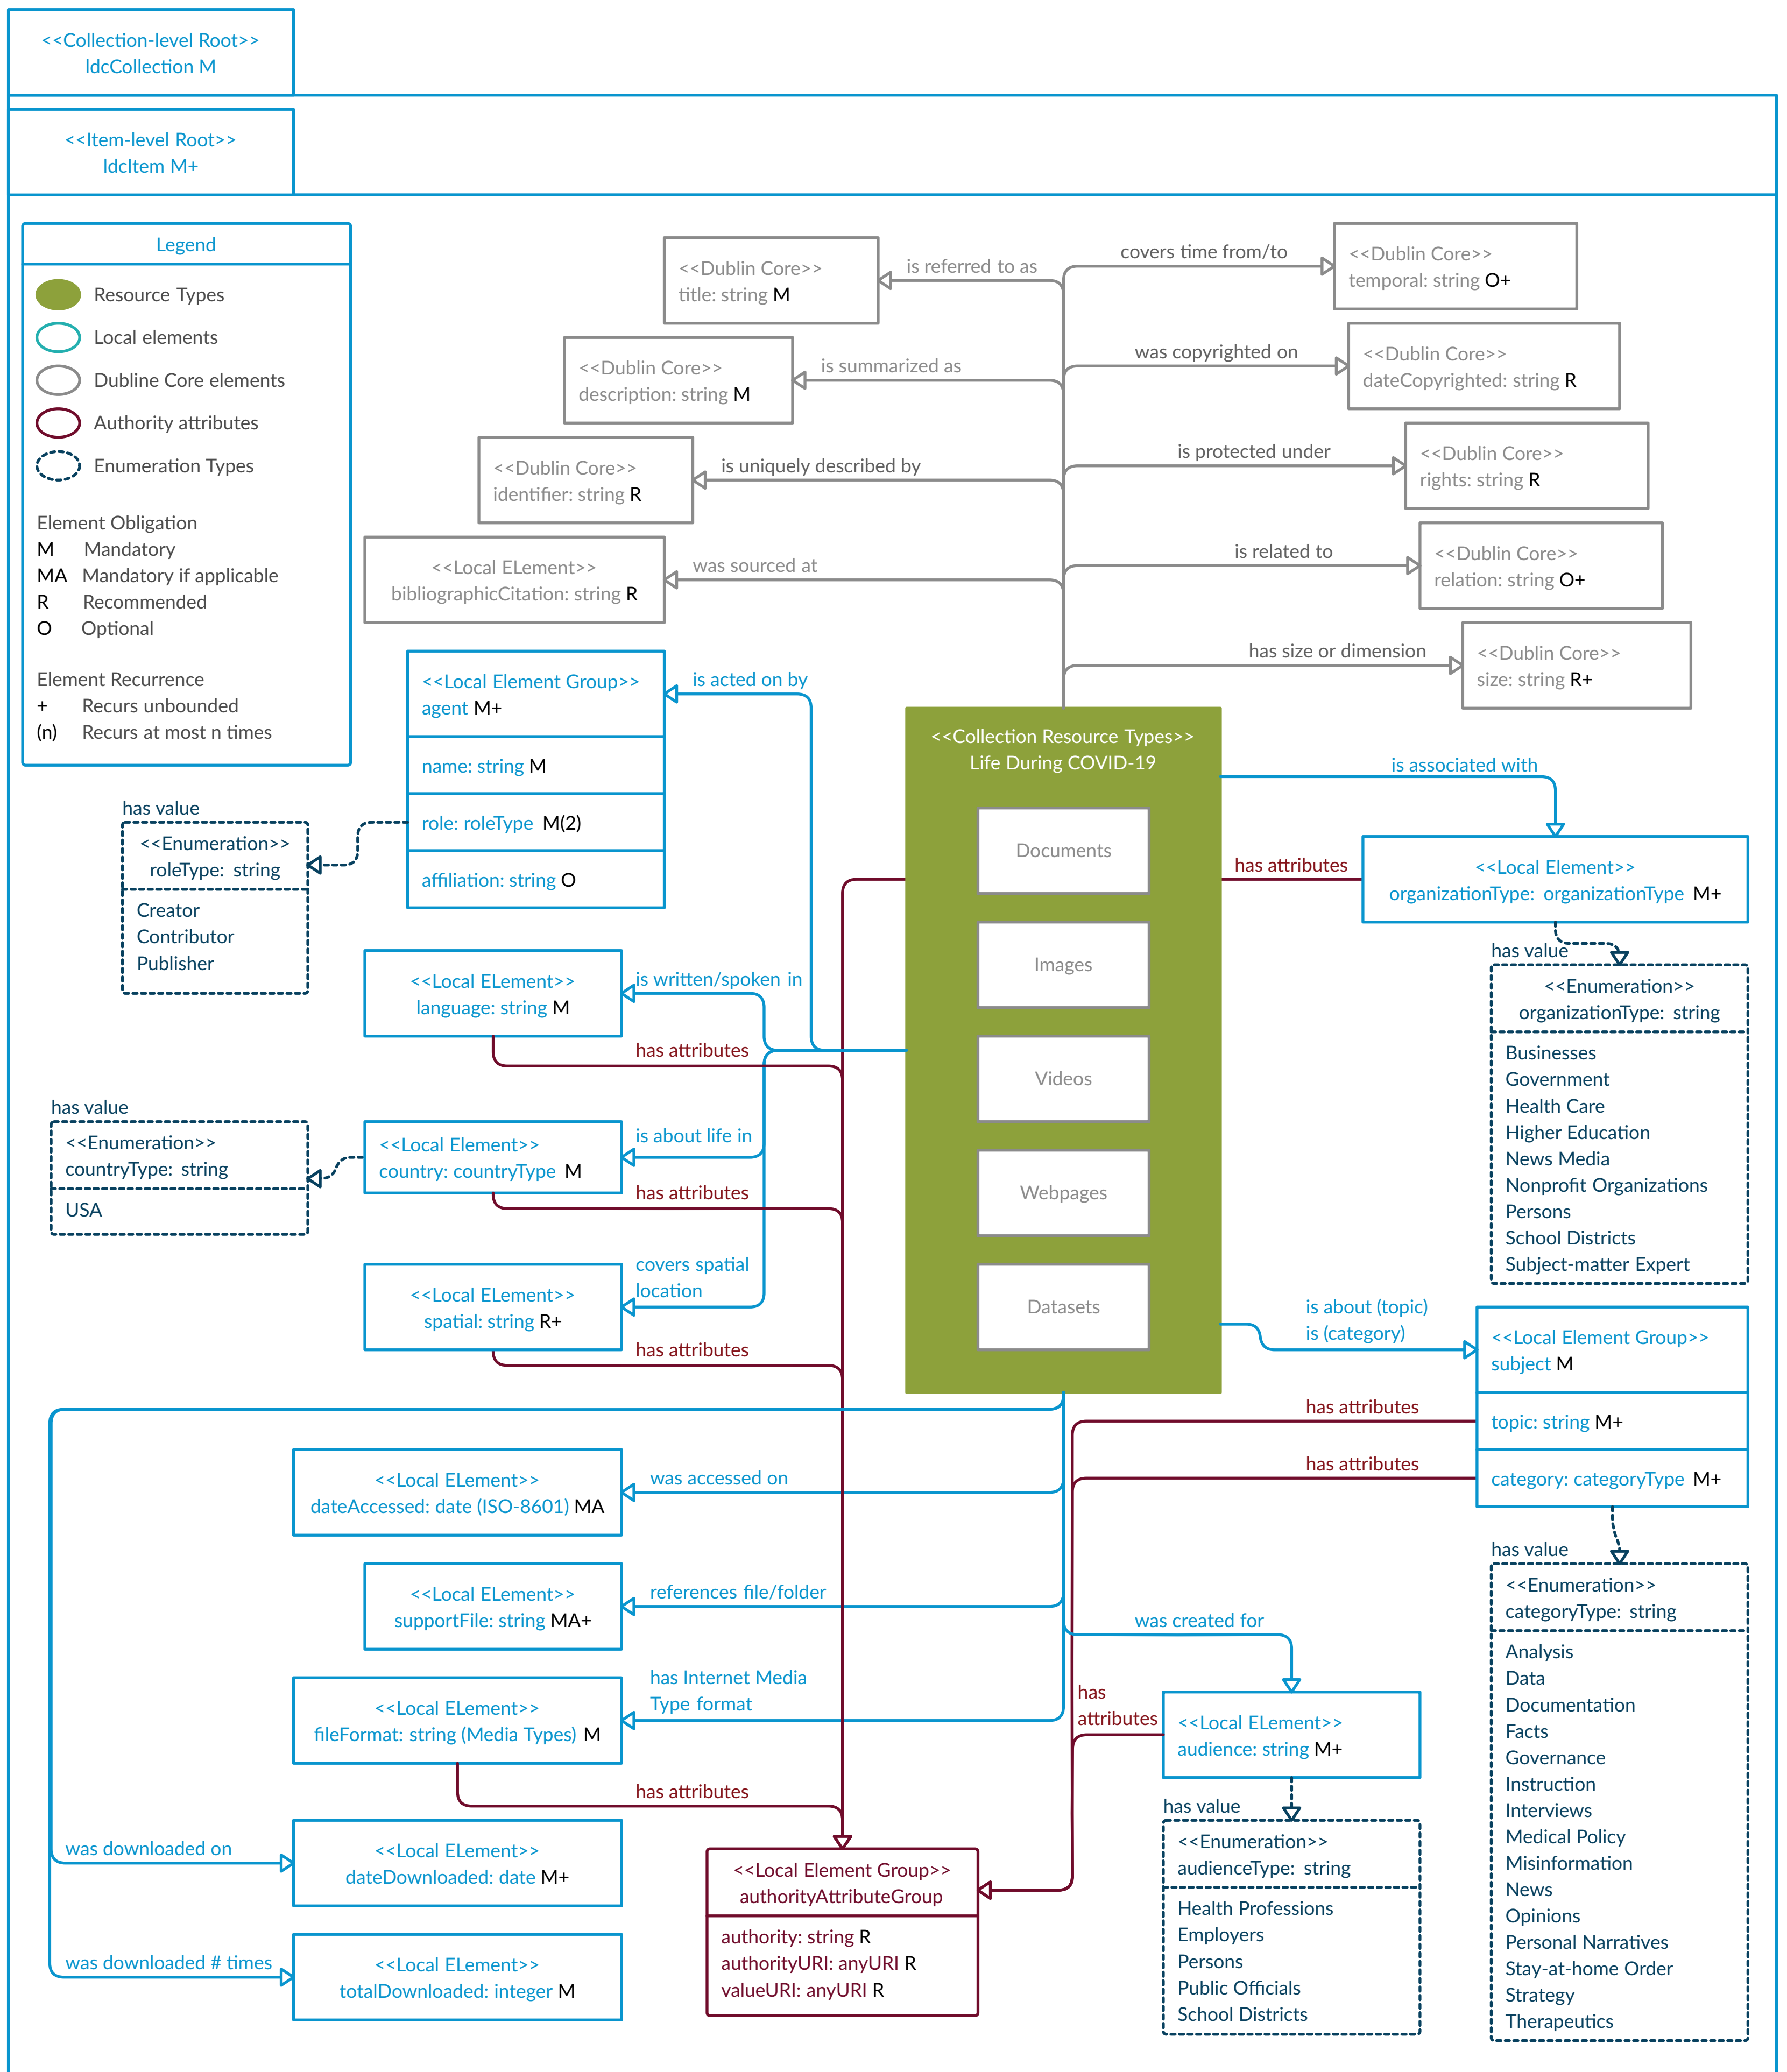 <<Collection-level Root>>
ldcCollection M
<<Item-level Root>>
ldcItem M+
Legend
Resource Types
Local elements
Dubline Core elements
Authority attributes
Enumeration Types
Element Obligation
M Mandatory
MA Mandatory if applicable
R Recommended
O Optional
Element Recurrence
+ Recurs unbounded
(n) Recurs at most n times
<<Dublin Core>>
title: string M
is referred to as
covers time from/to
<<Dublin Core>>
temporal: string O+
<<Dublin Core>>
description: string M
is summarized as
was copyrighted on
<<Dublin Core>>
dateCopyrighted: string R
<<Dublin Core>>
identifier: string R
is uniquely described by
is protected under
<<Dublin Core>>
rights: string R
<<Local ELement>>
bibliographicCitation: string R
was sourced at
is related to
<<Dublin Core>>
relation: string O+
has size or dimension
<<Dublin Core>>
size: string R+
<<Local Element Group>>
agent M+
name: string M
role: roleType M(2)
affiliation: string O
is acted on by
has value
<<Enumeration>>
roleType: string
Creator
Contributor
Publisher
<<Collection Resource Types>>
Life During COVID-19
Documents
Images
Videos
Webpages
Datasets
is associated with
has attributes
<<Local Element>>
organizationType: organizationType M+
has value
<<Enumeration>>
organizationType: string
Businesses
Government
Health Care
Higher Education
News Media
Nonprofit Organizations
Persons
School Districts
Subject-matter Expert
<<Local ELement>>
language: string M
is written/spoken in
has attributes
has value
<<Enumeration>>
countryType: string
USA
<<Local Element>>
country: countryType M
is about life in
has attributes
<<Local ELement>>
spatial: string R+
covers spatial
location
has attributes
is about (topic)
is (category)
<<Local Element Group>>
subject M
topic: string M+
category: categoryType M+
has attributes
has attributes
has value
<<Enumeration>>
categoryType: string
Analysis
Data
Documentation
Facts
Governance
Instruction
Interviews
Medical Policy
Misinformation
News
Opinions
Personal Narratives
Stay-at-home Order
Strategy
Therapeutics
<<Local ELement>>
dateAccessed: date (ISO-8601) MA
was accessed on
<<Local ELement>>
supportFile: string MA+
references file/folder
<<Local ELement>>
fileFormat: string (Media Types) M
has Internet Media
Type format
has attributes
was created for
has
attributes
<<Local ELement>>
audience: string M+
has value
<<Enumeration>>
audienceType: string
Health Professions
Employers
Persons
Public Officials
School Districts
was downloaded on
<<Local ELement>>
dateDownloaded: date M+
was downloaded # times
<<Local ELement>>
totalDownloaded: integer M
<<Local Element Group>>
authorityAttributeGroup
authority: string R
authorityURI: anyURI R
valueURI: anyURI R